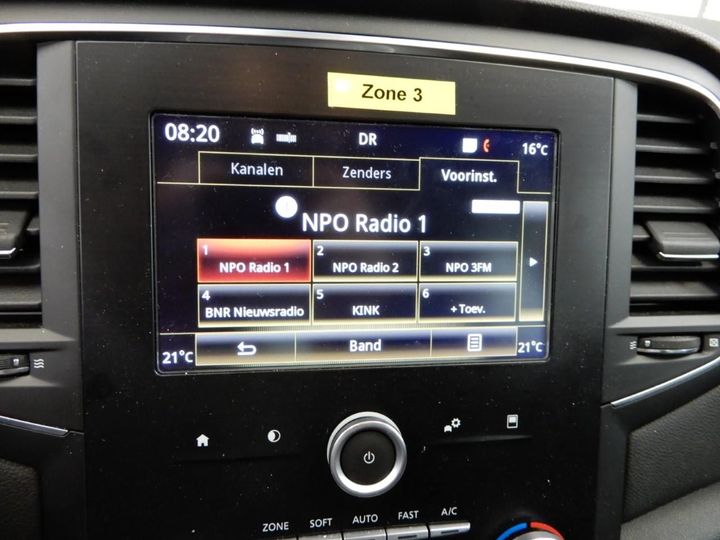 Zone 3
08:20 DR 16°C
Kanalen Zenders Voorinst.
NPO Radio 1
1 NPO Radio 1 2 NPO Radio 2 3 NPO 3FM
4 BNR Nieuwsradio 5 KINK 6 + Toev.
21°C Band 21°C
ZONE SOFT AUTO FAST A/C